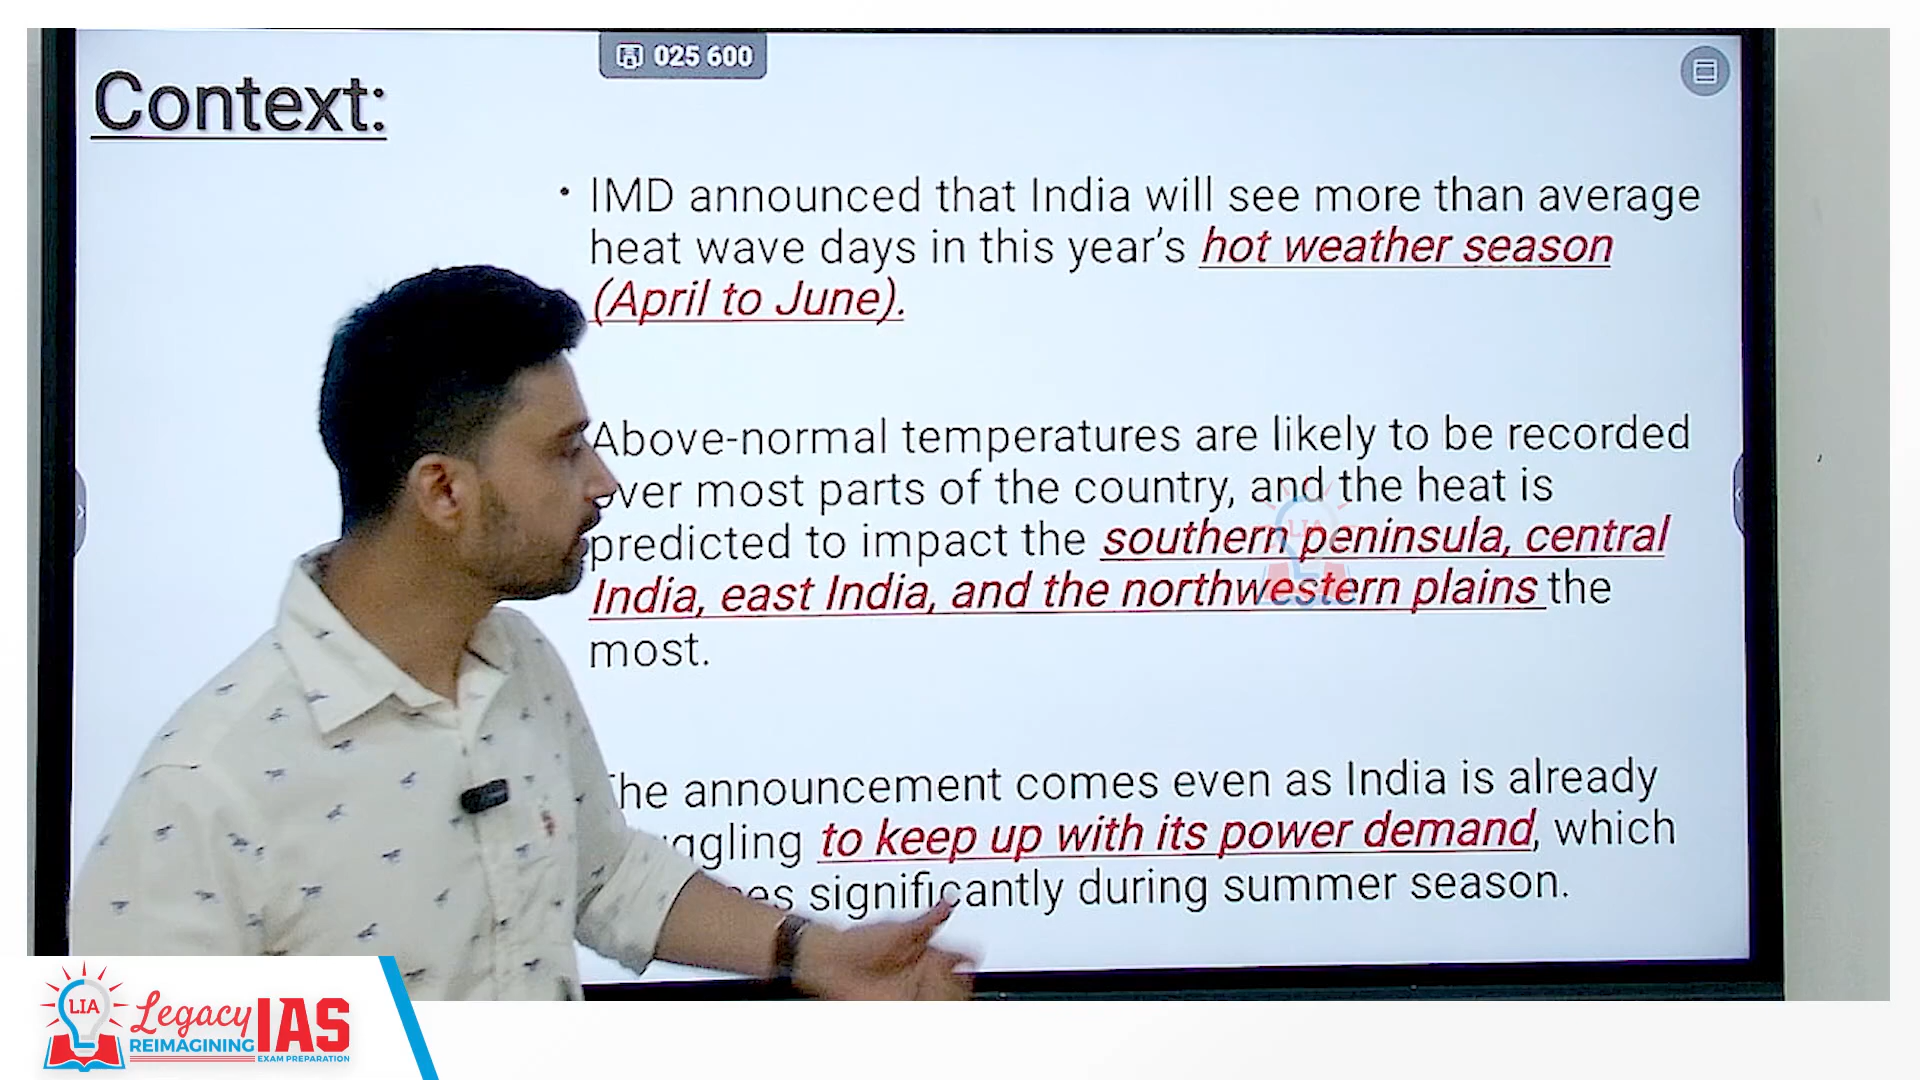 025 600
Context:
• IMD announced that India will see more than average
heat wave days in this year’s hot weather season
(April to June).
Above-normal temperatures are likely to be recorded
over most parts of the country, and the heat is
predicted to impact the southern peninsula, central
India, east India, and the northwestern plains the
most.
The announcement comes even as India is already
to keep up with its power demand, which
significantly during summer season.
LIA
LIA
Legacy IAS
REIMAGINING
EXAM PREPARATION